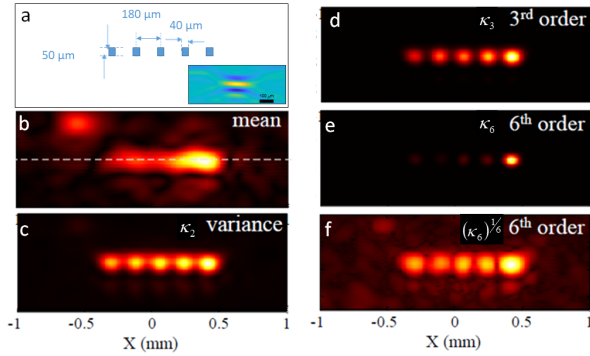 a
180 µm
40 µm
50 µm
b
mean
c
κ₂ variance
-1 -0.5 0 0.5 1
X (mm)
d
κ₃ 3rd order
e
κ₆ 6th order
f
(κ₆)^1/6 6th order
-1 -0.5 0 0.5 1
X (mm)